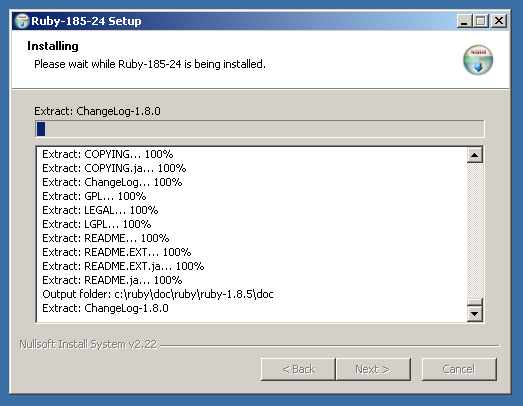 Ruby-185-24 Setup
Installing
Please wait while Ruby-185-24 is being installed.
Extract: ChangeLog-1.8.0
Extract: COPYING... 100%
Extract: COPYING.ja... 100%
Extract: ChangeLog... 100%
Extract: GPL... 100%
Extract: LEGAL... 100%
Extract: LGPL... 100%
Extract: README... 100%
Extract: README.EXT... 100%
Extract: README.EXT.ja... 100%
Extract: README.ja... 100%
Output folder: c:\ruby\doc\ruby\ruby-1.8.5\doc
Extract: ChangeLog-1.8.0
Nullsoft Install System v2.22
< Back Next > Cancel